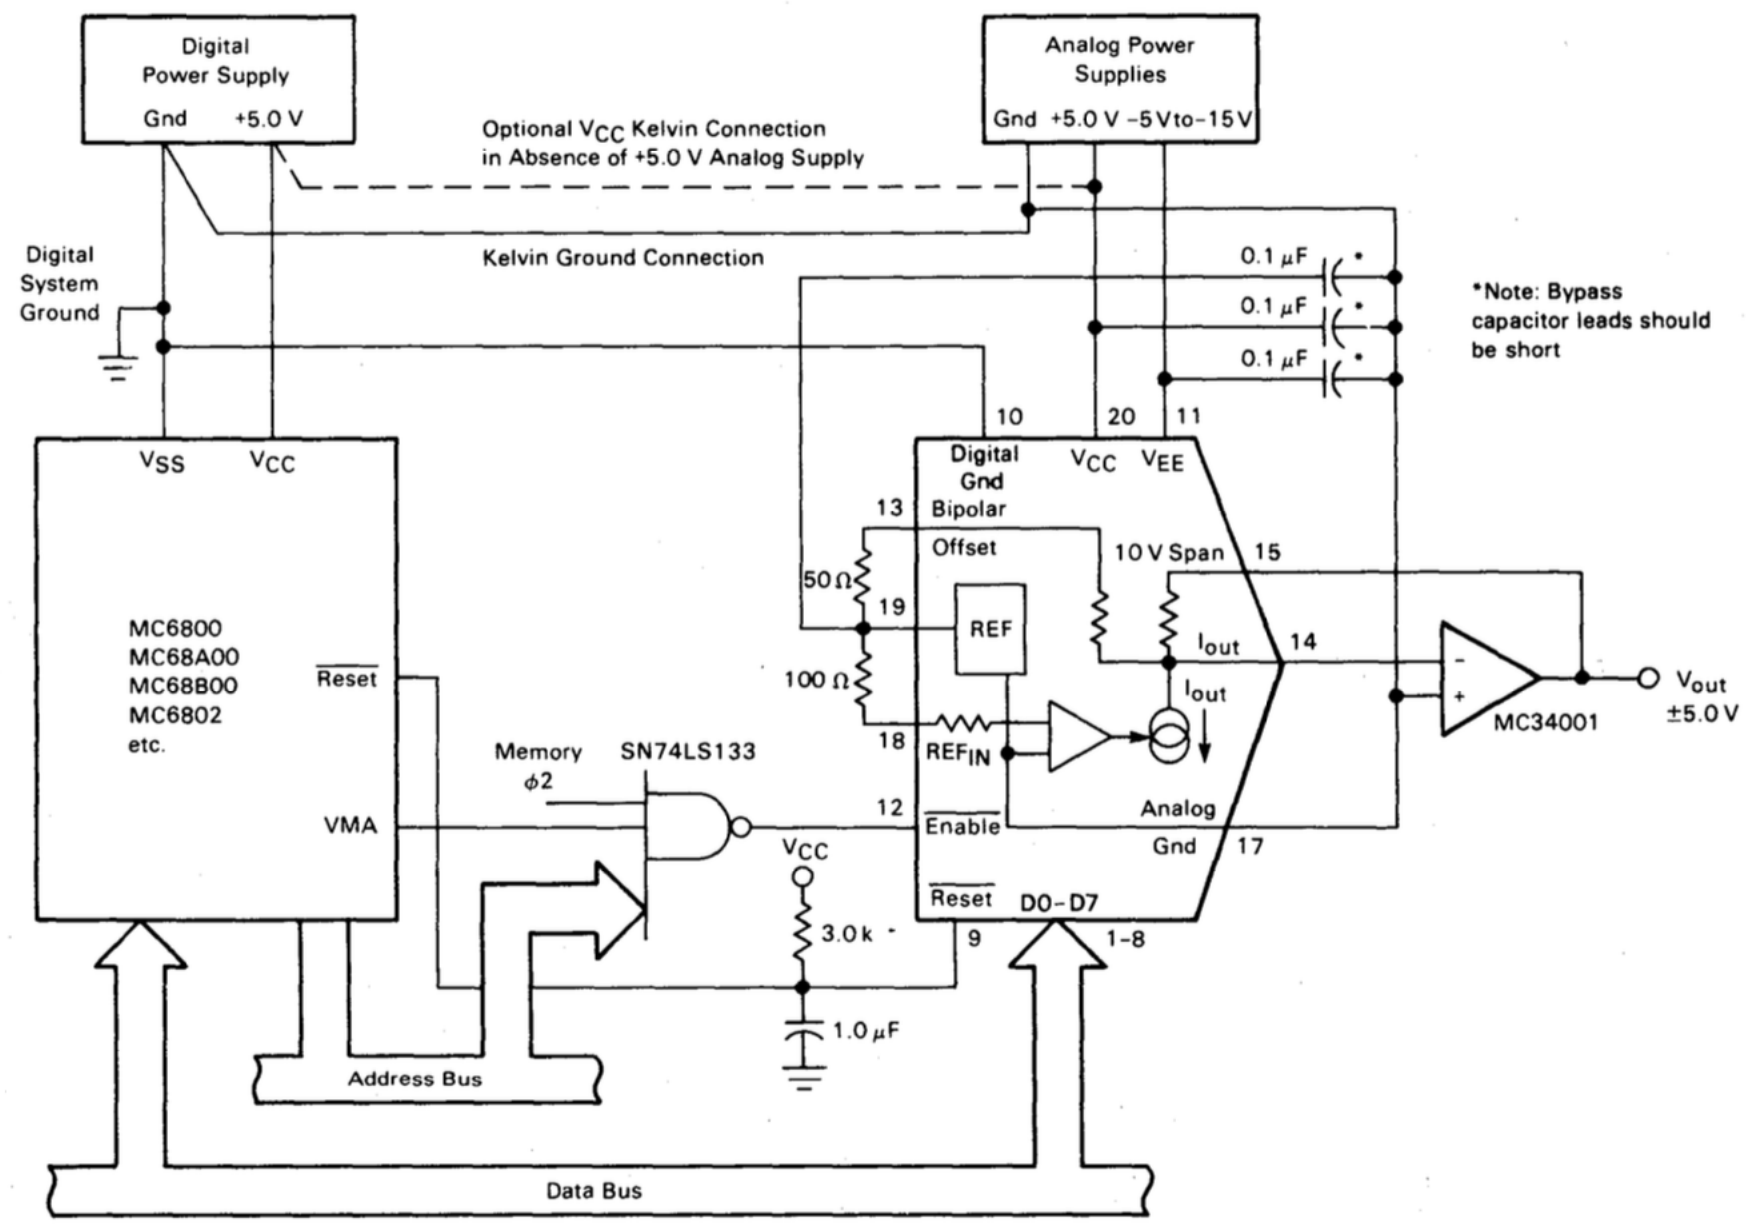 Digital
Power Supply
Gnd +5.0 V
Analog Power
Supplies
Gnd +5.0 V -5V to -15V
Optional VCC Kelvin Connection
in Absence of +5.0 V Analog Supply
Kelvin Ground Connection
Digital
System
Ground
0.1 μF *
0.1 μF *
0.1 μF *
*Note: Bypass
capacitor leads should
be short
10 20 11
VSS VCC
Digital
Gnd
VCC VEE
13 Bipolar
Offset
10 V Span 15
50 Ω
19
REF
MC6800
MC68A00
MC68B00
MC6802
etc.
Reset
100 Ω
Iout 14
Iout
-
+
Vout
±5.0 V
MC34001
18 REFIN
Memory
ϕ2
SN74LS133
VMA
12
Enable
Analog
Gnd 17
VCC
Reset D0-D7
3.0 k
9 1-8
1.0 μF
Address Bus
Data Bus